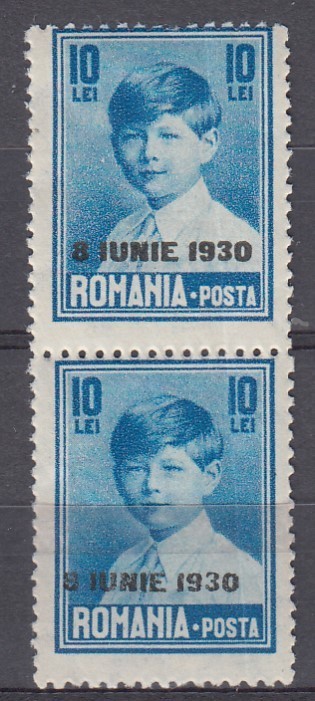 10 10
LEI LEI
8 IUNIE 1930
ROMANIA·POSTA
10 10
LEI LEI
8 IUNIE 1930
ROMANIA·POSTA